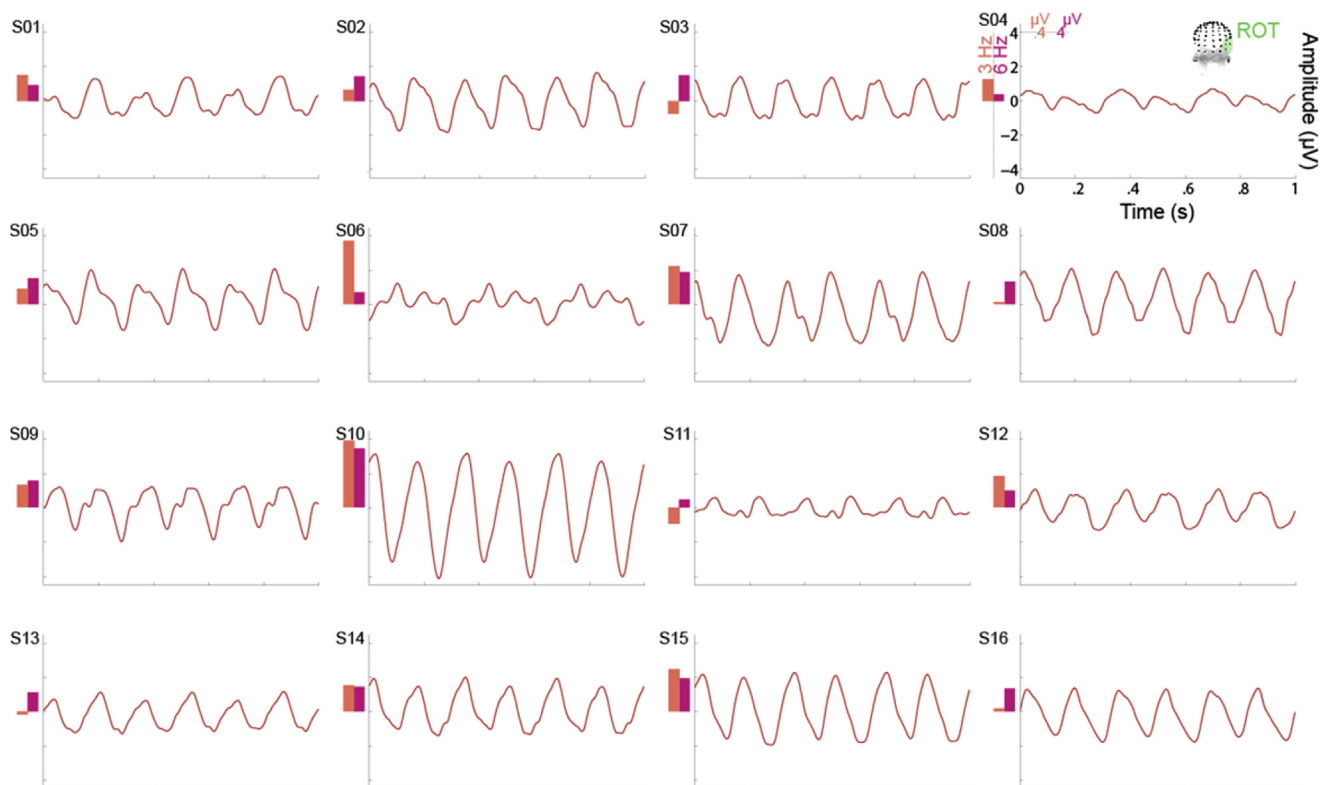 S01
S02
S03
S04
µV µV
4 4
3 Hz
6 Hz
ROT
4
2
0
−2
−4
Amplitude (µV)
0 .2 .4 .6 .8 1
Time (s)
S05
S06
S07
S08
S09
S10
S11
S12
S13
S14
S15
S16